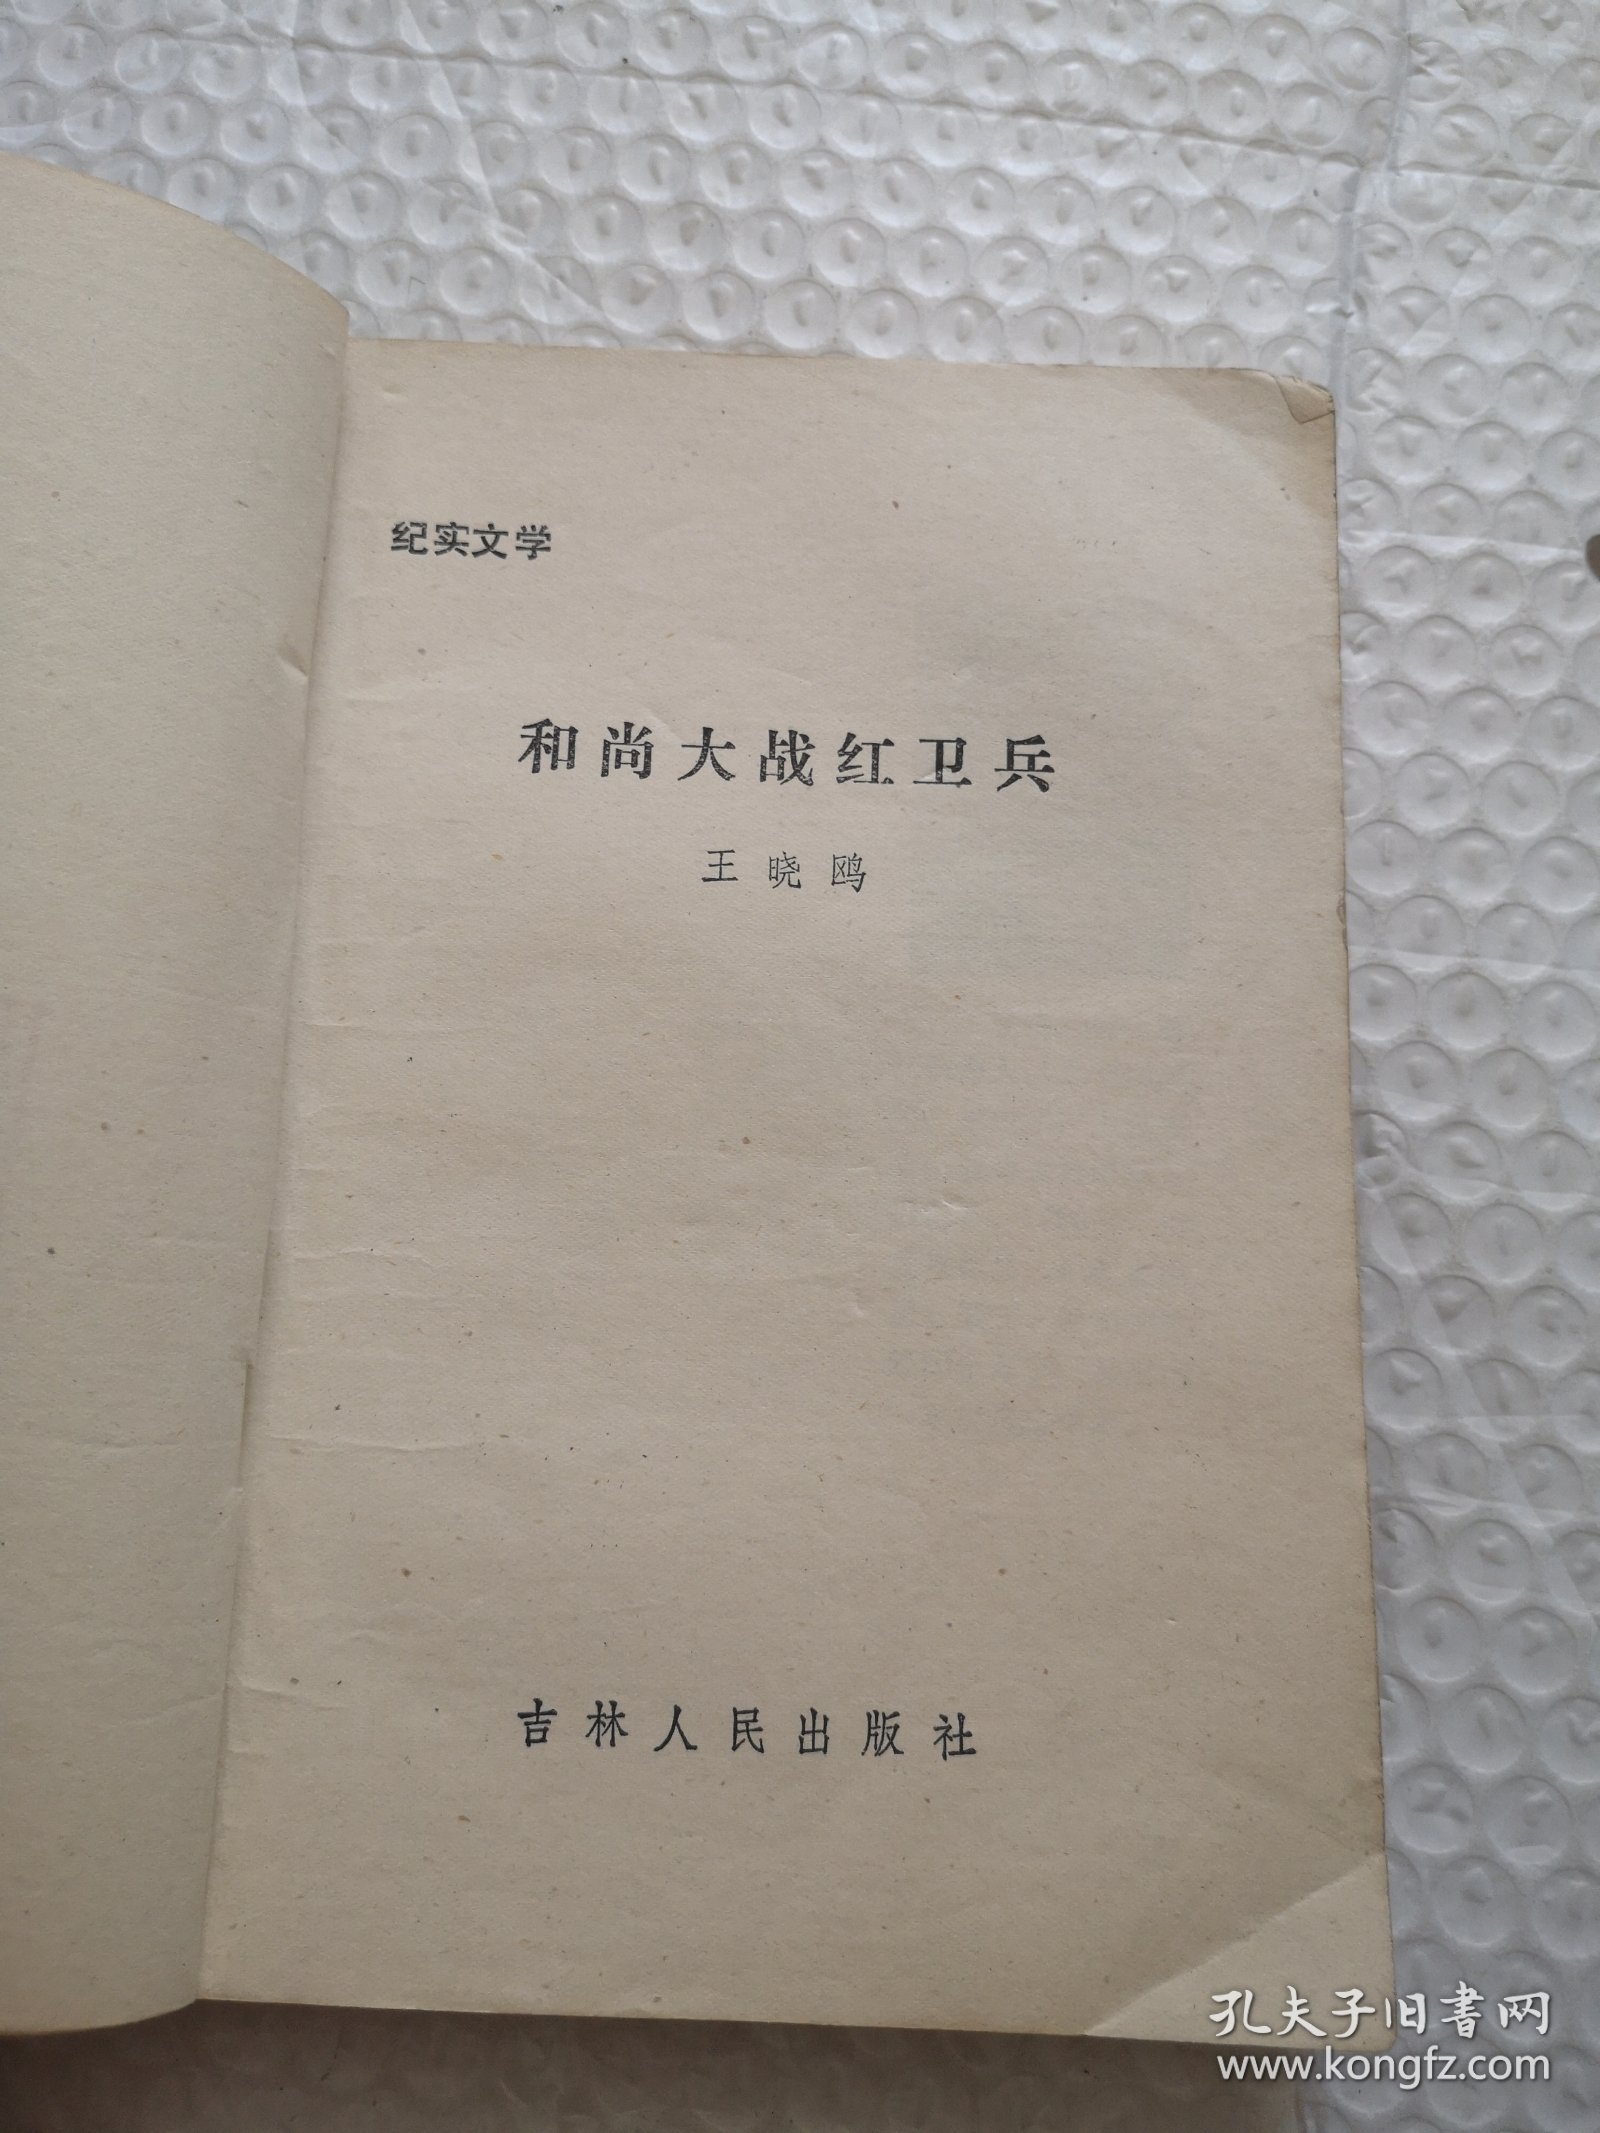 纪实文学
和尚大战红卫兵
王晓鸥
吉林人民出版社
孔夫子旧书网
www.kongfz.com